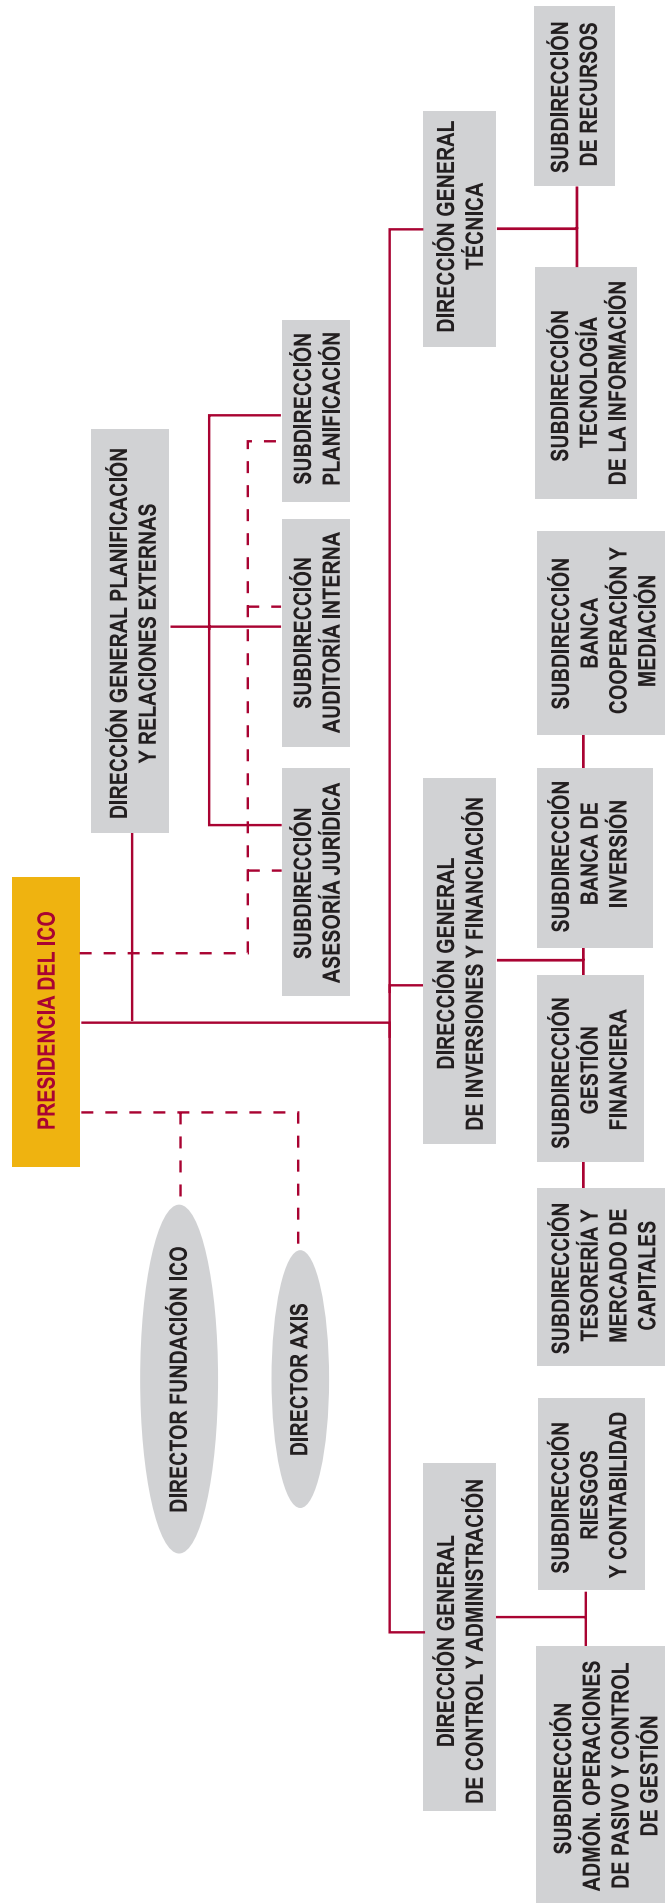 PRESIDENCIA DEL ICO
DIRECTOR FUNDACIÓN ICO
DIRECTOR AXIS
DIRECCIÓN GENERAL PLANIFICACIÓN
Y RELACIONES EXTERNAS
SUBDIRECCIÓN
ASESORÍA JURÍDICA
SUBDIRECCIÓN
AUDITORÍA INTERNA
SUBDIRECCIÓN
PLANIFICACIÓN
DIRECCIÓN GENERAL
DE CONTROL Y ADMINISTRACIÓN
DIRECCIÓN GENERAL
DE INVERSIONES Y FINANCIACIÓN
DIRECCIÓN GENERAL
TÉCNICA
SUBDIRECCIÓN
ADMÓN. OPERACIONES
DE PASIVO Y CONTROL
DE GESTIÓN
SUBDIRECCIÓN
RIESGOS
Y CONTABILIDAD
SUBDIRECCIÓN
TESORERÍA Y
MERCADO DE
CAPITALES
SUBDIRECCIÓN
GESTIÓN
FINANCIERA
SUBDIRECCIÓN
BANCA DE
INVERSIÓN
SUBDIRECCIÓN
BANCA
COOPERACIÓN Y
MEDIACIÓN
SUBDIRECCIÓN
TECNOLOGÍA
DE LA INFORMACIÓN
SUBDIRECCIÓN
DE RECURSOS